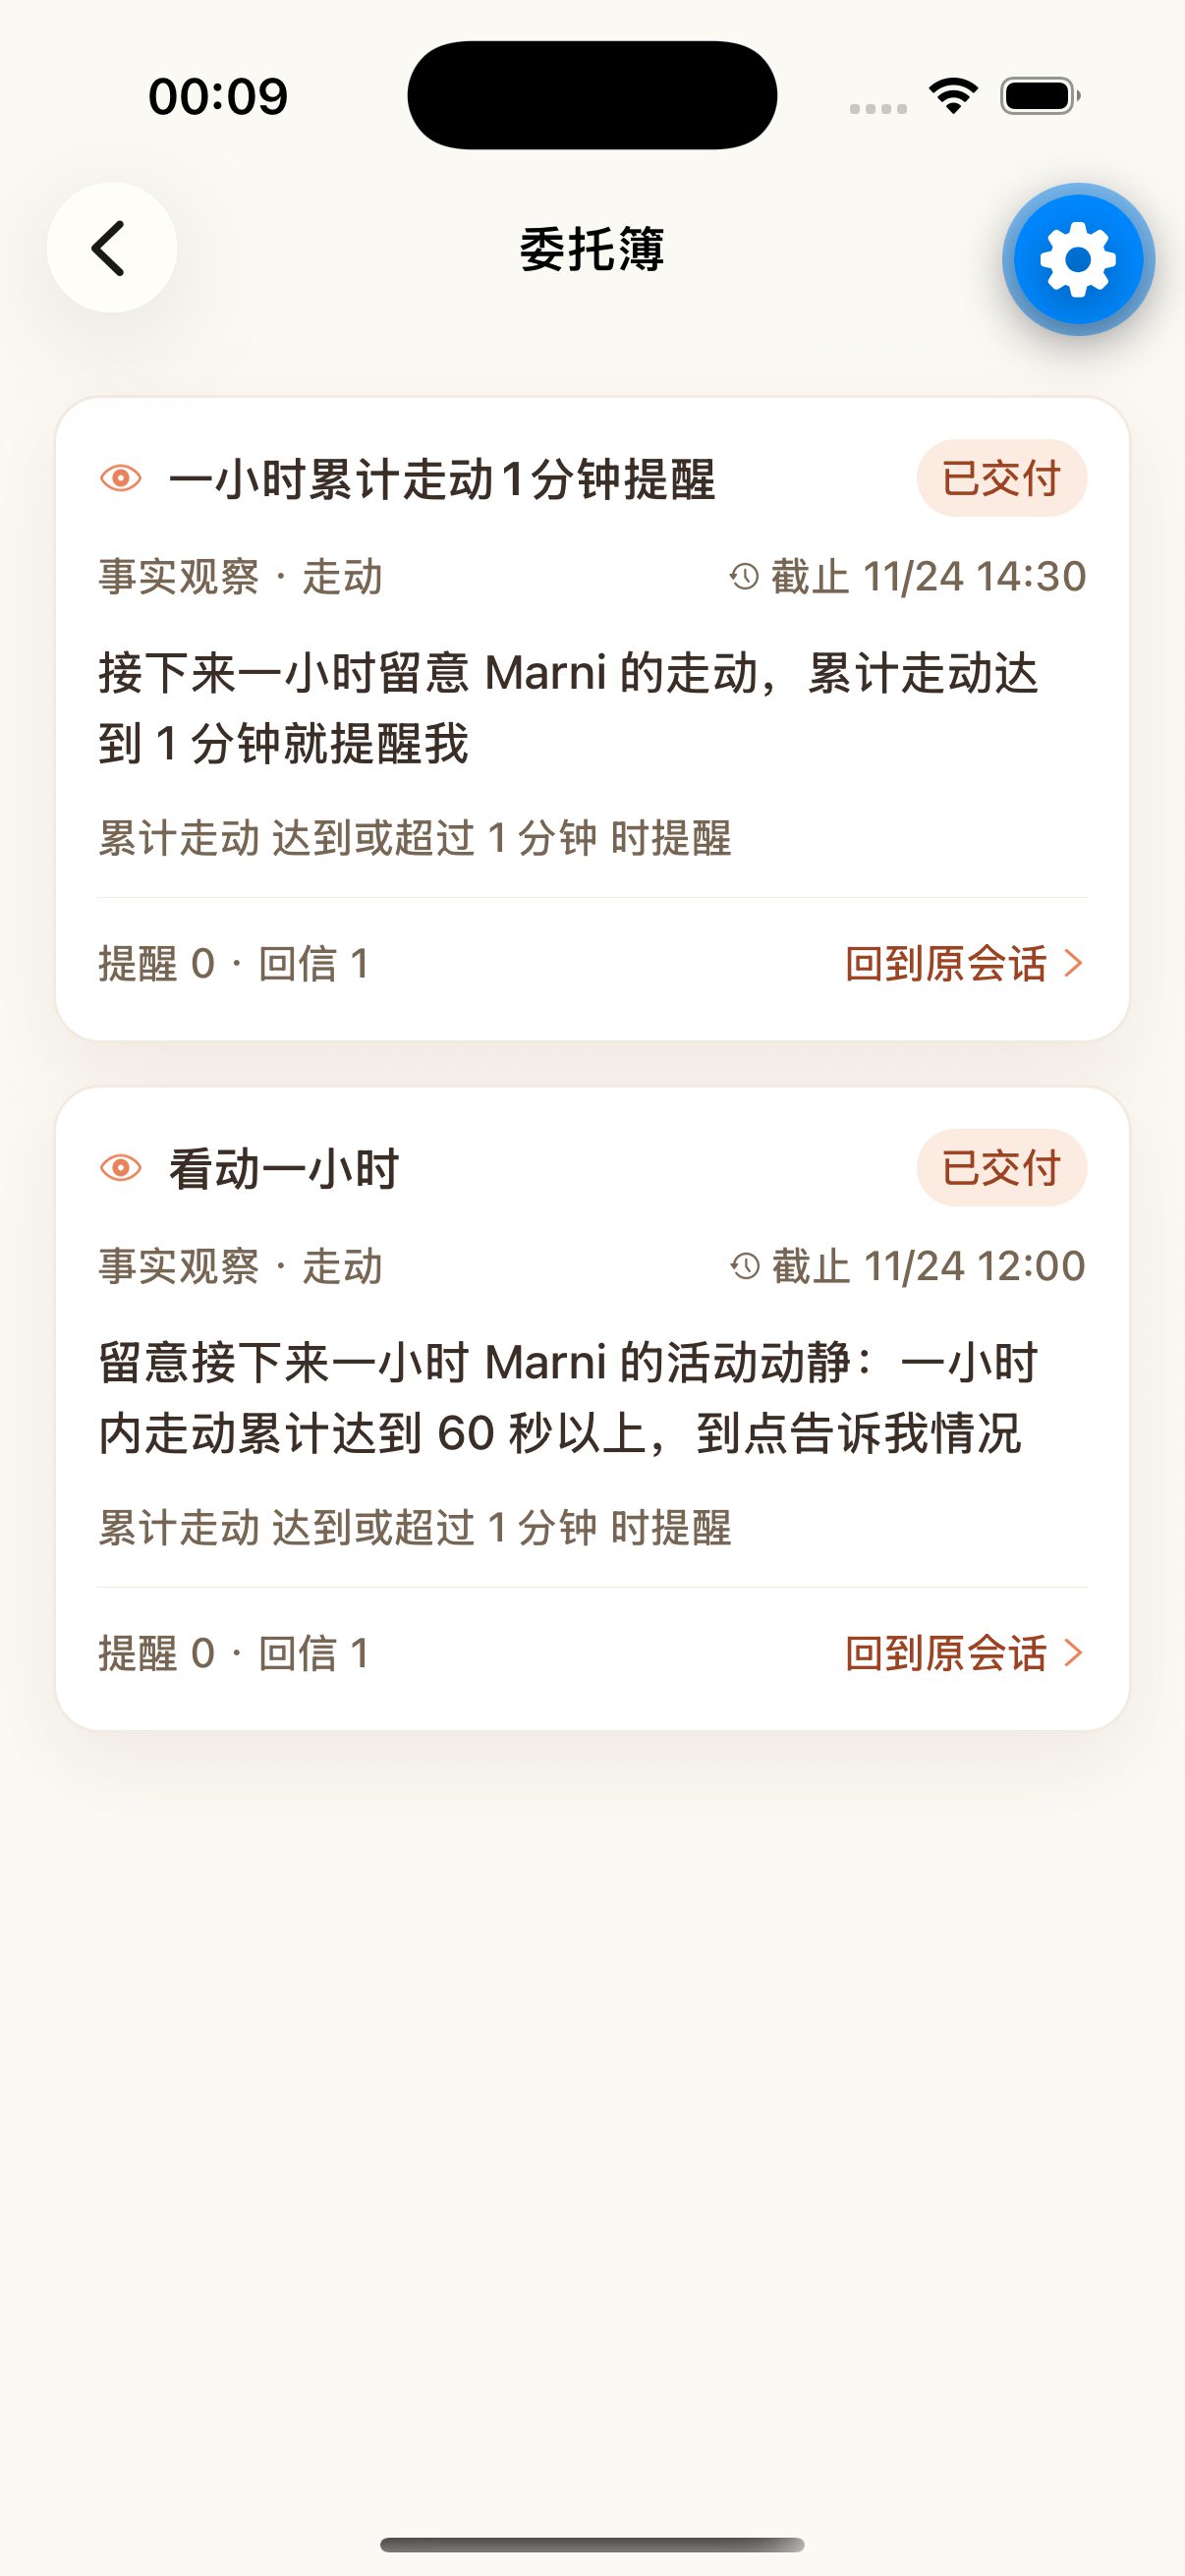 00:09
委托簿
一小时累计走动1分钟提醒
已交付
事实观察 · 走动
截止 11/24 14:30
接下来一小时留意 Marni 的走动，累计走动达
到 1 分钟就提醒我
累计走动 达到或超过 1 分钟 时提醒
提醒 0 · 回信 1
回到原会话
看动一小时
已交付
事实观察 · 走动
截止 11/24 12:00
留意接下来一小时 Marni 的活动动静：一小时
内走动累计达到 60 秒以上，到点告诉我情况
累计走动 达到或超过 1 分钟 时提醒
提醒 0 · 回信 1
回到原会话